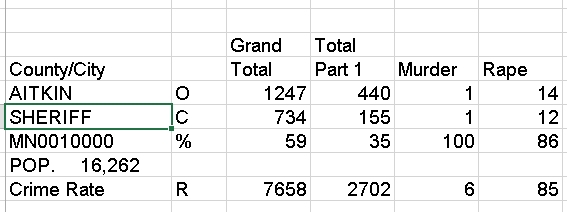 Grand Total
County/City Total Part 1 Murder Rape
AITKIN O 1247 440 1 14
SHERIFF C 734 155 1 12
MN0010000 % 59 35 100 86
POP. 16,262
Crime Rate R 7658 2702 6 85